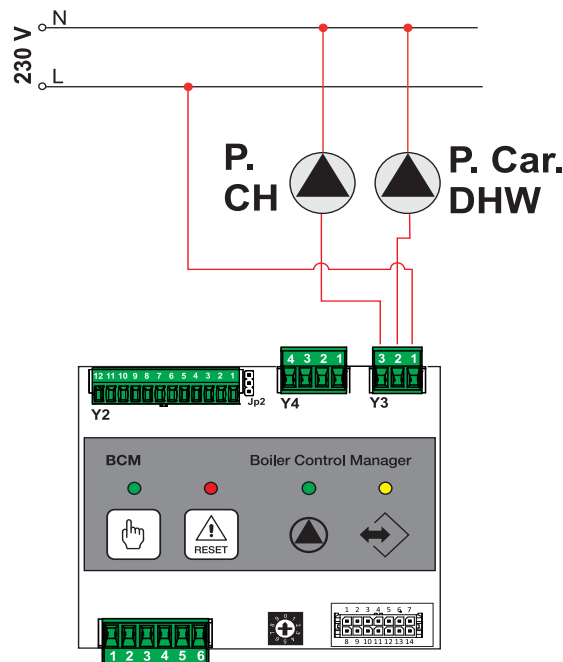 230 V
N
L
P. CH
P. Car. DHW
4 3 2 1
3 2 1
12 11 10 9 8 7 6 5 4 3 2 1
Y2
Jp2
Y4
Y3
BCM
Boiler Control Manager
RESET
1 2 3 4 5 6 7
8 9 10 11 12 13 14
1 2 3 4 5 6